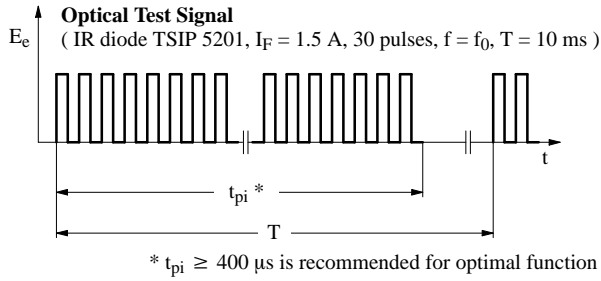 Optical Test Signal
E_e
( IR diode TSIP 5201, I_F = 1.5 A, 30 pulses, f = f_0, T = 10 ms )
t
t_pi *
T
* t_pi ≥ 400 μs is recommended for optimal function